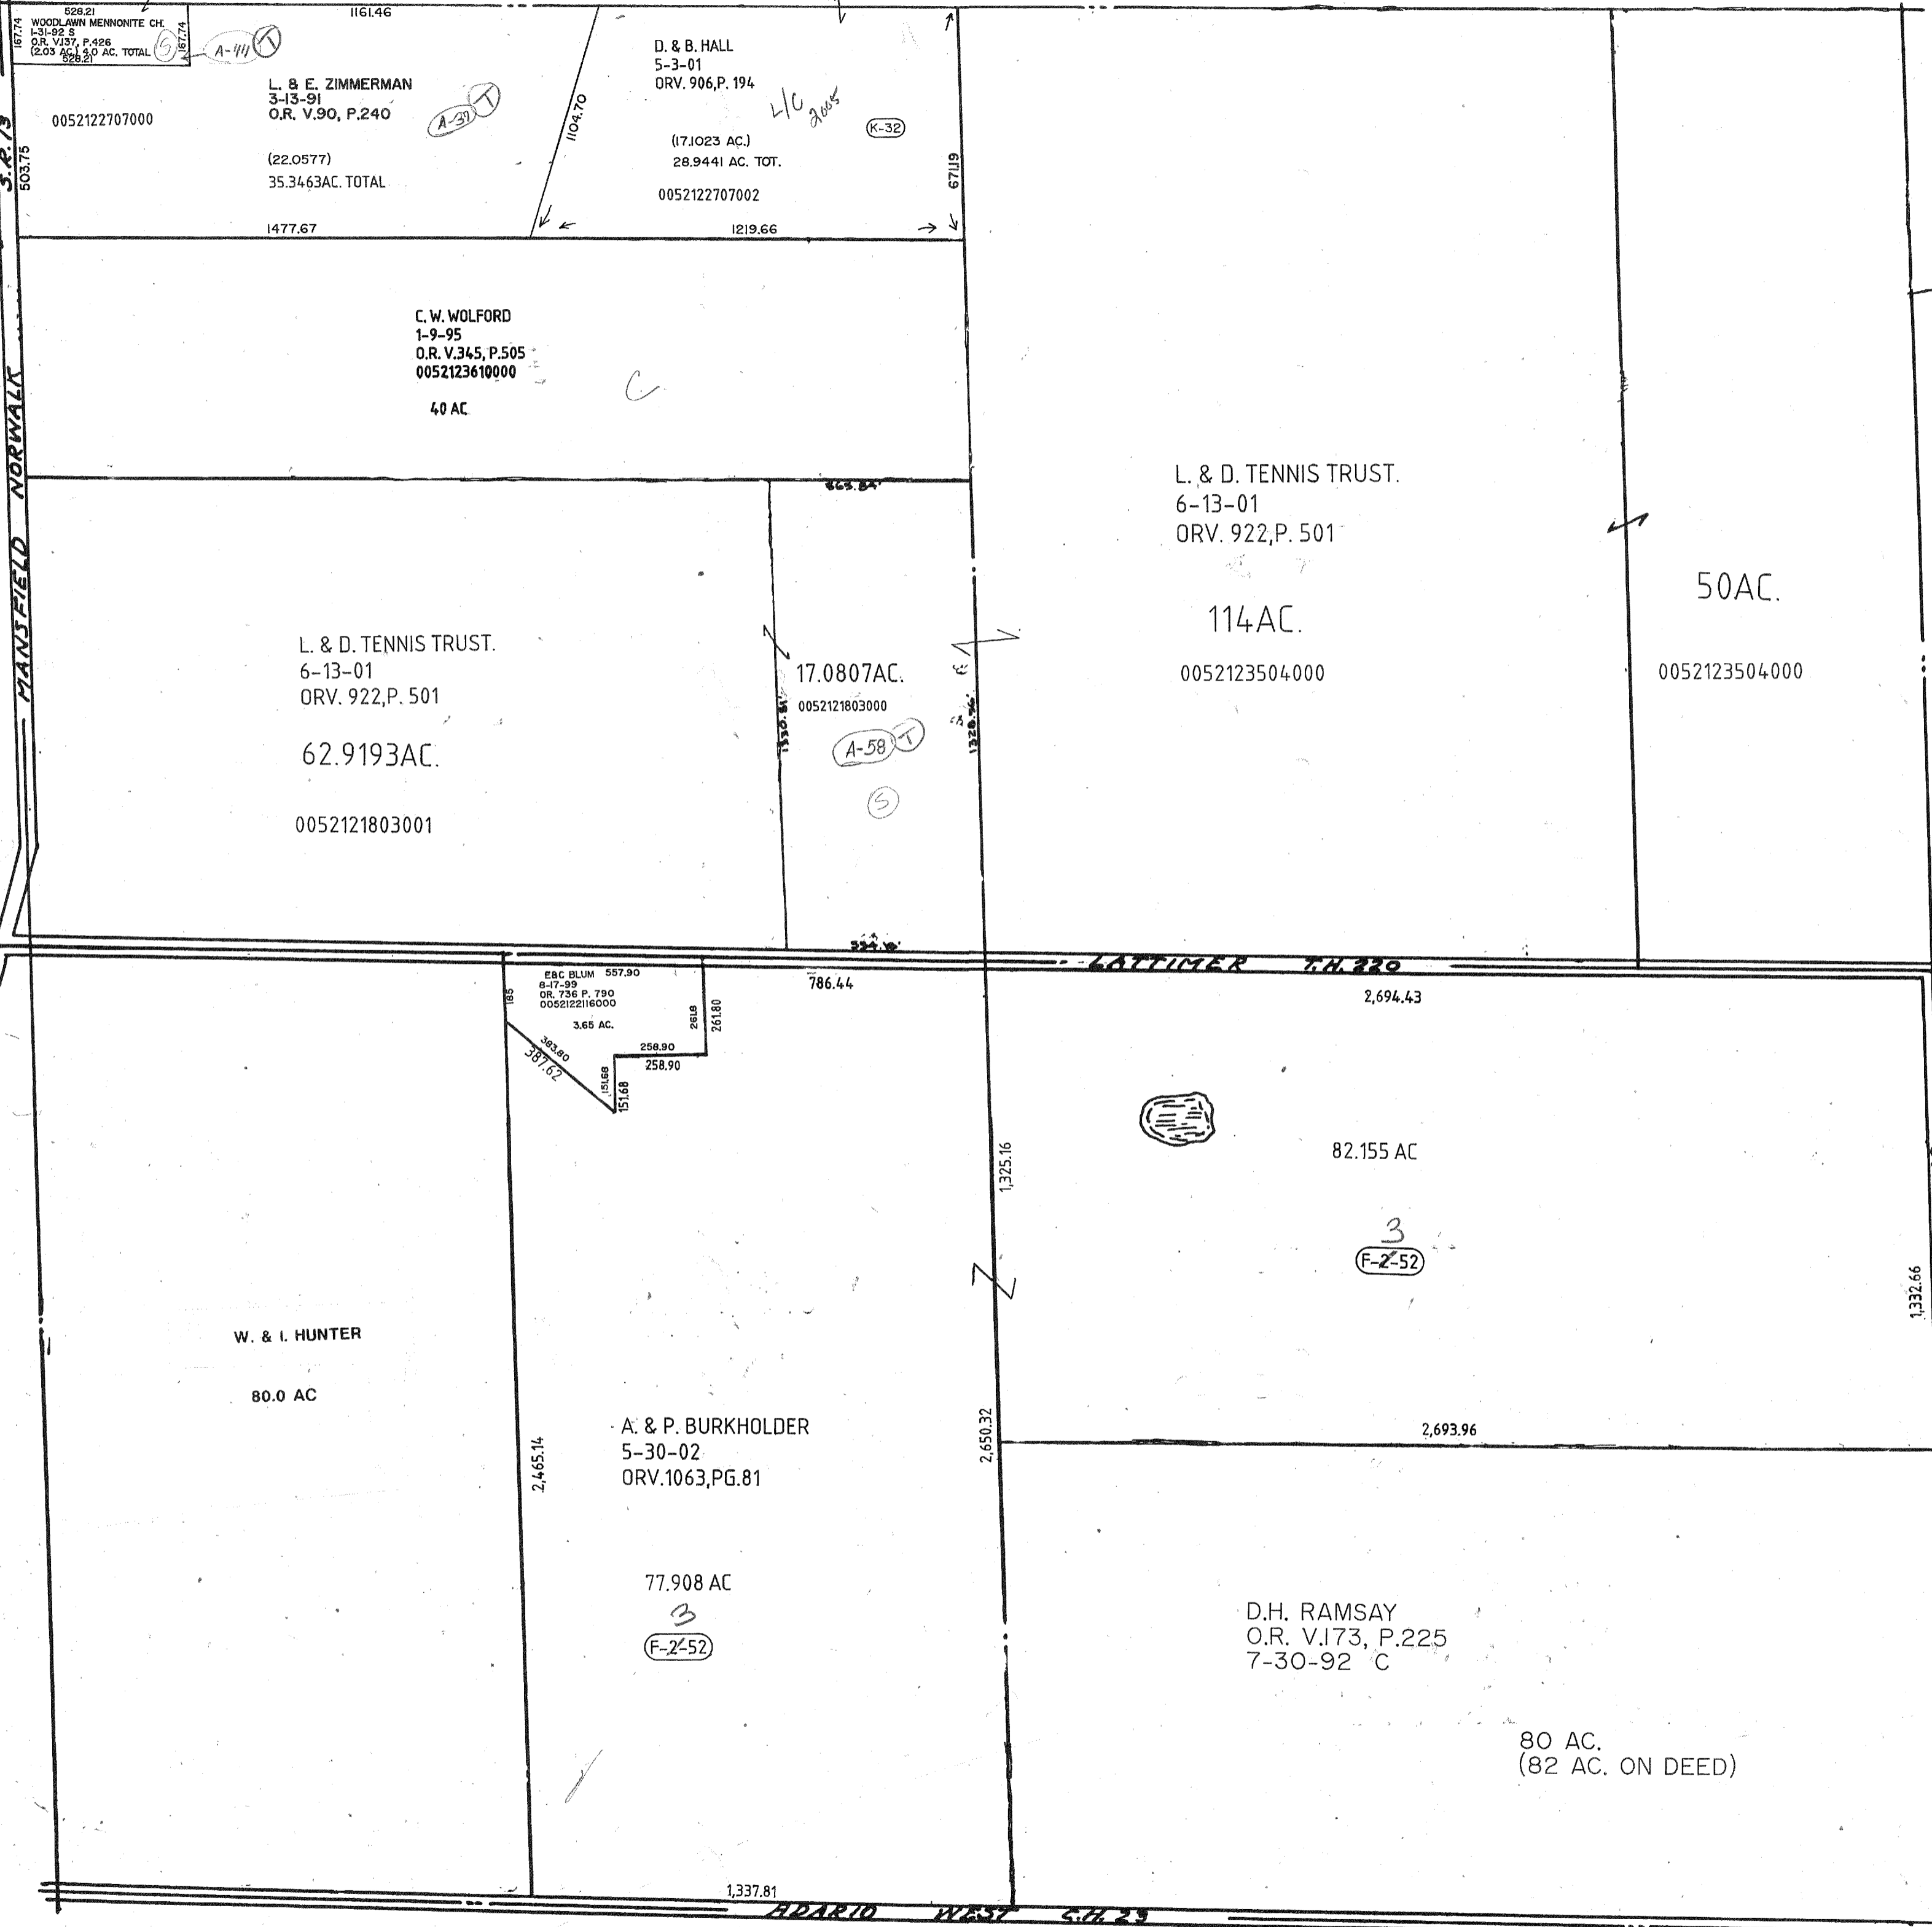 528.21
WOODLAWN MENNONITE CH.
1-31-92 S
O.R. V.137, P.426
(2.03 AC.) 4.0 AC. TOTAL
528.21
167.74
167.74
S
A-44 T
1161.46
L. & E. ZIMMERMAN
3-13-91
O.R. V.90, P.240
A-37 T
0052122707000
(22.0577)
35.3463AC. TOTAL
1477.67
503.75
S.R. 13
1104.70
D. & B. HALL
5-3-01
ORV. 906,P. 194
L/C 2005
K-32
(17.1023 AC.)
28.9441 AC. TOT.
0052122707002
1219.66
671.19
C. W. WOLFORD
1-9-95
O.R. V.345, P.505
0052123610000
40 AC
C
MANSFIELD NORWALK
L. & D. TENNIS TRUST.
6-13-01
ORV. 922,P. 501
62.9193AC.
0052121803001
17.0807AC.
0052121803000
A-58 T
S
L. & D. TENNIS TRUST.
6-13-01
ORV. 922,P. 501
114AC.
0052123504000
50AC.
0052123504000
LATTIMER T.H. 220
E&C BLUM 557.90
8-17-99
OR. 736 P. 790
0052122116000
3.65 AC.
185
383.80
387.62
151.68
151.68
258.90
258.90
261.8
261.80
786.44
2,694.43
1,325.16
82.155 AC
3
F-2-52
1,332.66
2,693.96
W. & I. HUNTER
80.0 AC
2,465.14
A. & P. BURKHOLDER
5-30-02
ORV.1063,PG.81
77.908 AC
3
F-2-52
2,650.32
D.H. RAMSAY
O.R. V.173, P.225
7-30-92 C
80 AC.
(82 AC. ON DEED)
1,337.81
ADARIO WEST C.H. 29